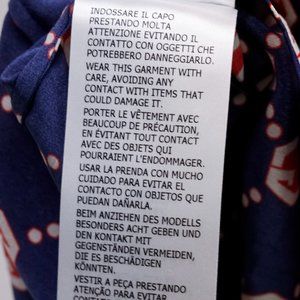 INDOSSARE IL CAPO
PRESTANDO MOLTA
ATTENZIONE EVITANDO IL
CONTATTO CON OGGETTI CHE
POTREBBERO DANNEGGIARLO.
WEAR THIS GARMENT WITH
CARE, AVOIDING ANY
CONTACT WITH ITEMS THAT
COULD DAMAGE IT.
PORTER LE VÊTEMENT AVEC
BEAUCOUP DE PRÉCAUTION,
EN ÉVITANT TOUT CONTACT
AVEC DES OBJETS QUI
POURRAIENT L'ENDOMMAGER.
USAR LA PRENDA CON MUCHO
CUIDADO PARA EVITAR EL
CONTACTO CON OBJETOS QUE
PUEDAN DAÑARLA.
BEIM ANZIEHEN DES MODELLS
BESONDERS ACHT GEBEN UND
DEN KONTAKT MIT
GEGENSTÄNDEN VERMEIDEN,
DIE ES BESCHÄDIGEN
KÖNNTEN.
VESTIR A PEÇA PRESTANDO
ATENÇÃO PARA EVITAR